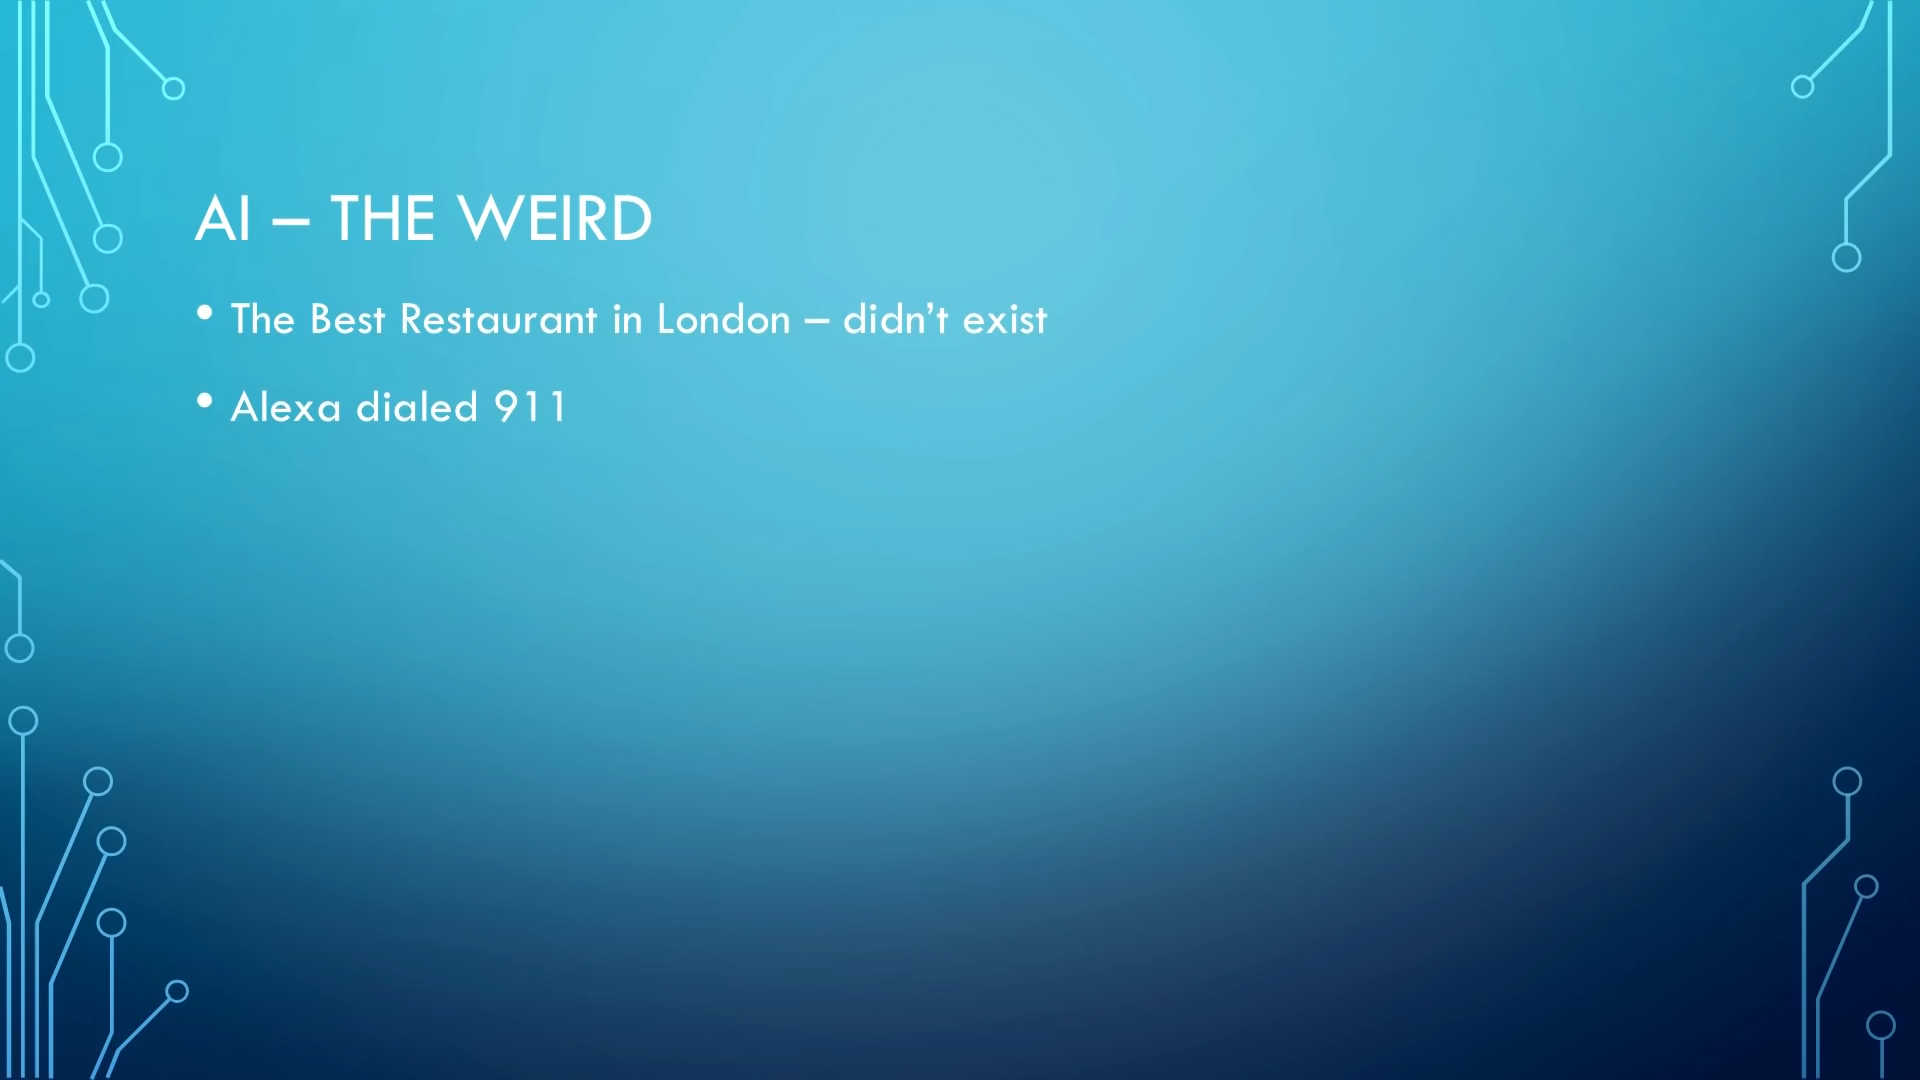 AI – THE WEIRD
• The Best Restaurant in London – didn’t exist
• Alexa dialed 911